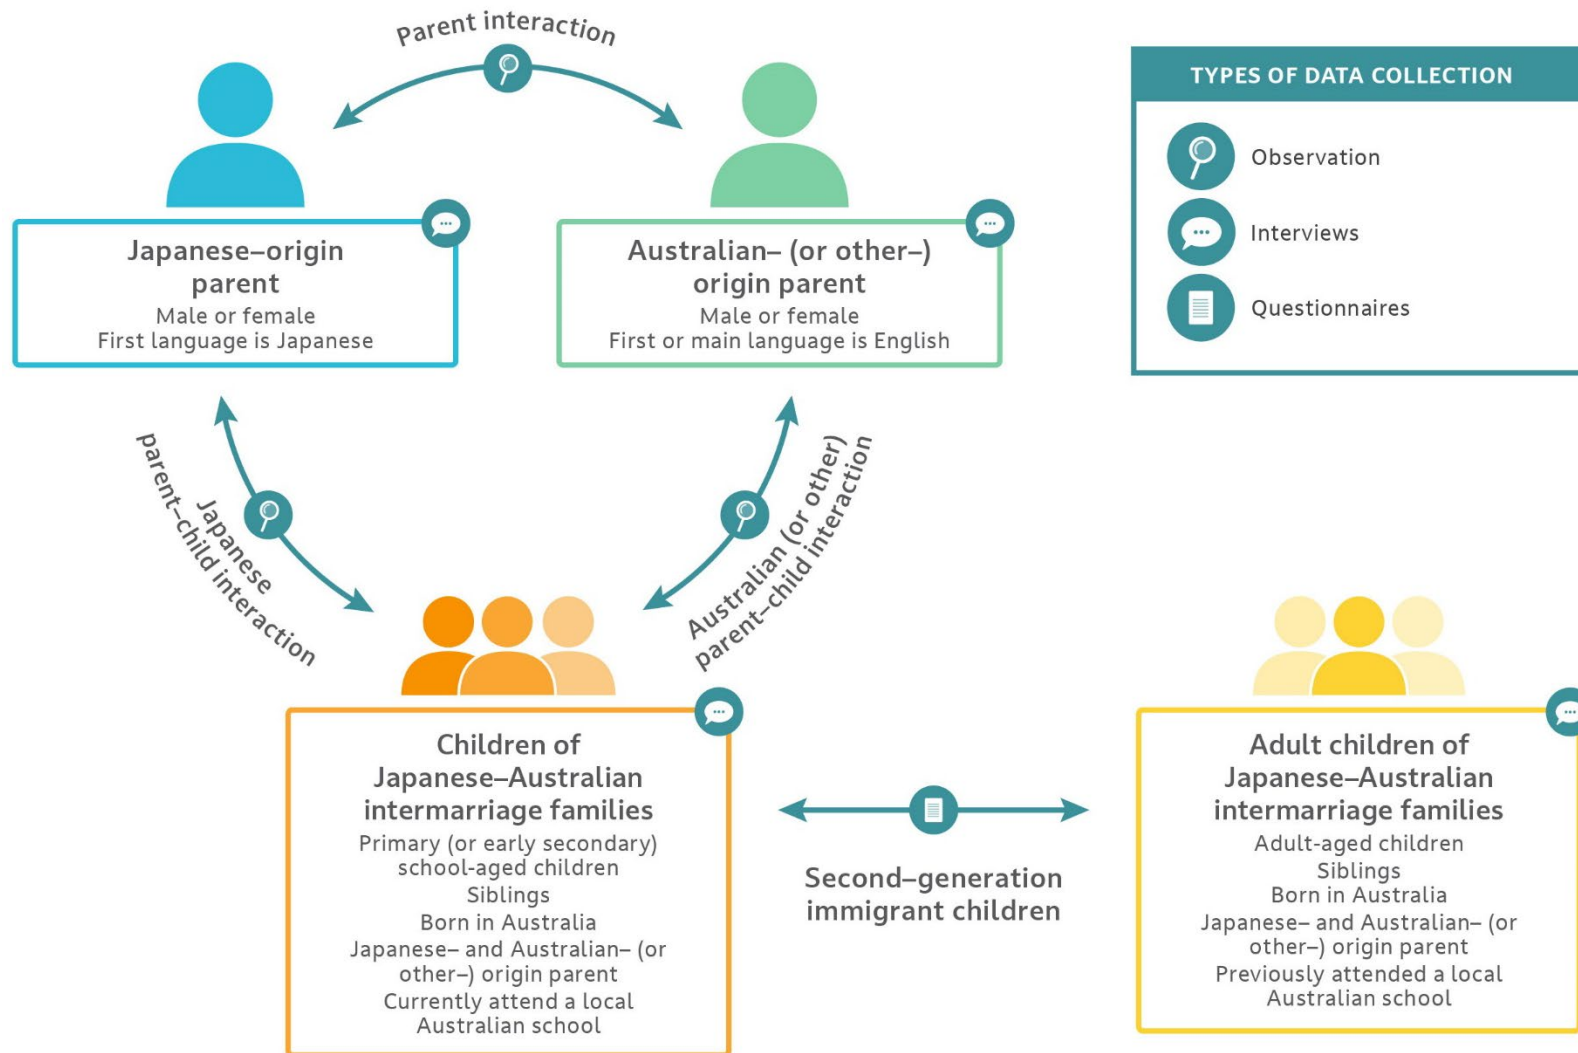 Parent interaction
TYPES OF DATA COLLECTION
Observation
Interviews
Questionnaires
Japanese–origin
parent
Male or female
First language is Japanese
Australian– (or other–)
origin parent
Male or female
First or main language is English
Japanese
parent–child interaction
Australian (or other)
parent–child interaction
Children of
Japanese–Australian
intermarriage families
Primary (or early secondary)
school-aged children
Siblings
Born in Australia
Japanese– and Australian– (or
other–) origin parent
Currently attend a local
Australian school
Second–generation
immigrant children
Adult children of
Japanese–Australian
intermarriage families
Adult-aged children
Siblings
Born in Australia
Japanese– and Australian– (or
other–) origin parent
Previously attended a local
Australian school